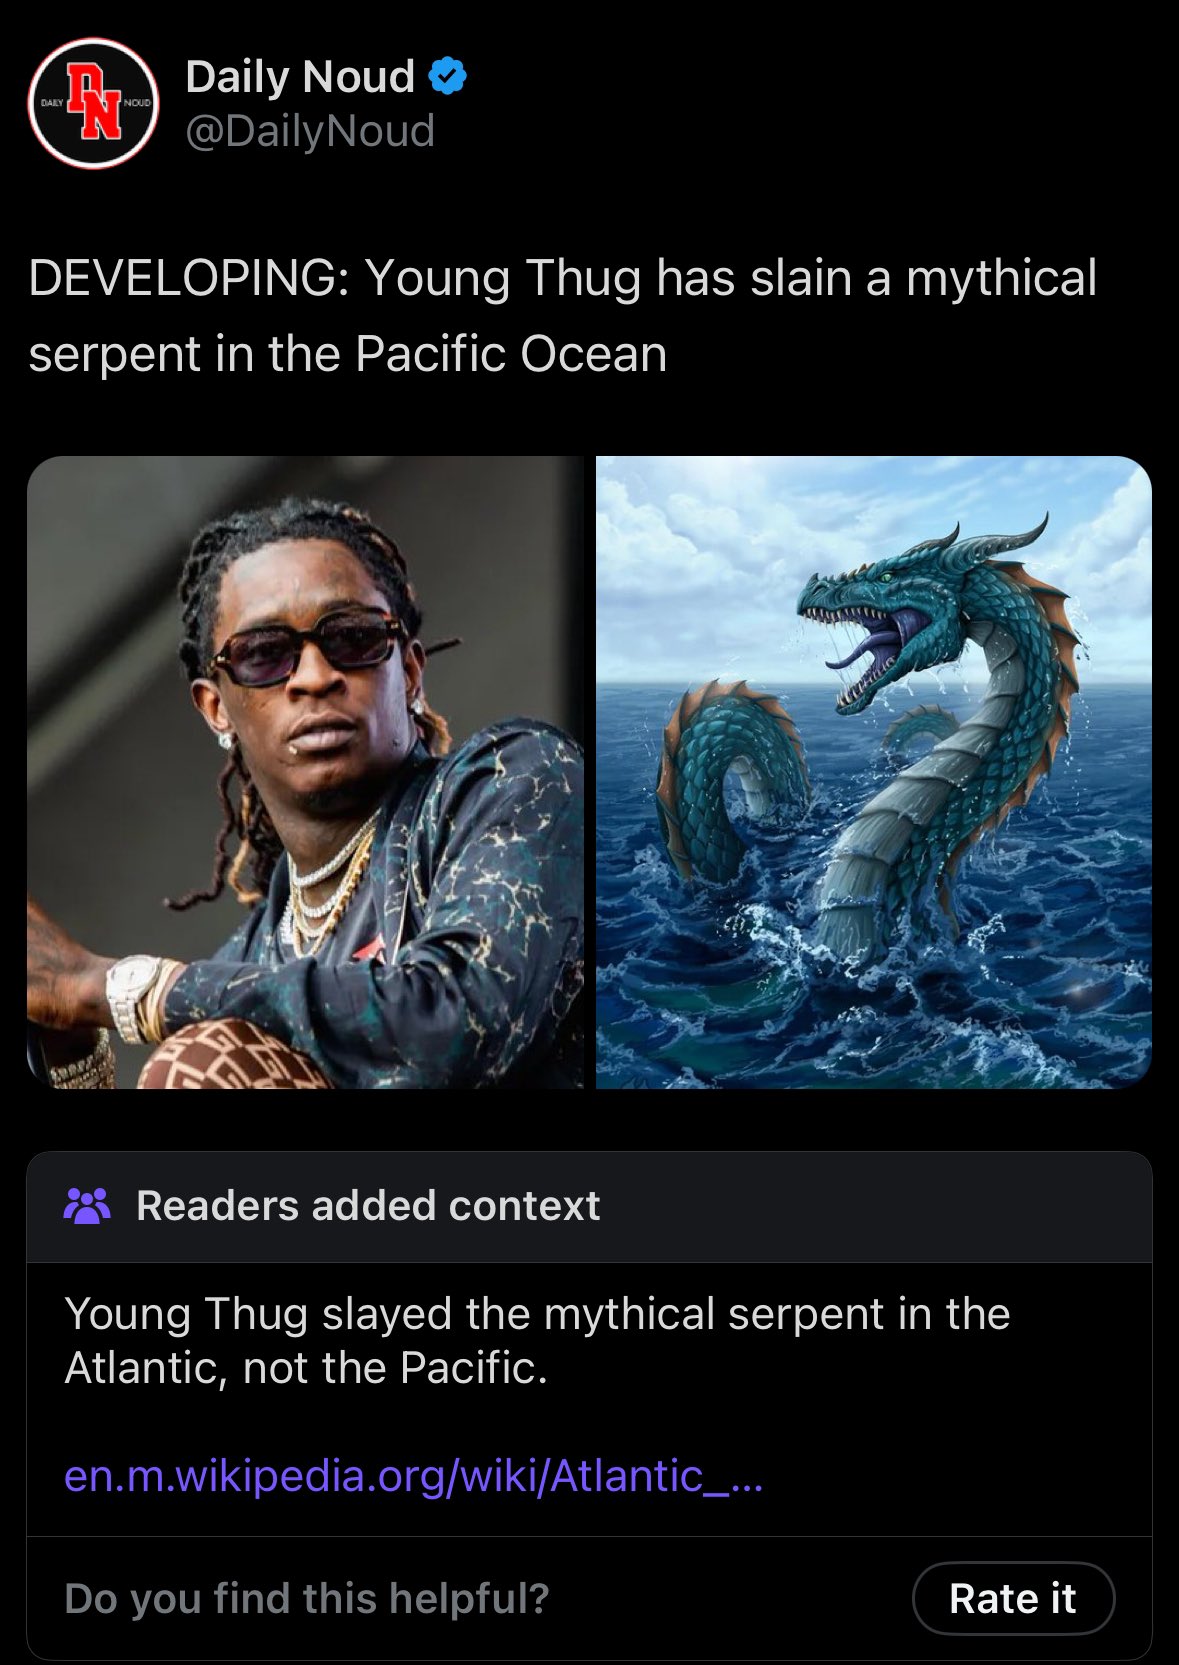 Daily Noud
@DailyNoud
DAILY DN NOUD
DEVELOPING: Young Thug has slain a mythical
serpent in the Pacific Ocean
Readers added context
Young Thug slayed the mythical serpent in the
Atlantic, not the Pacific.
en.m.wikipedia.org/wiki/Atlantic_...
Do you find this helpful?
Rate it